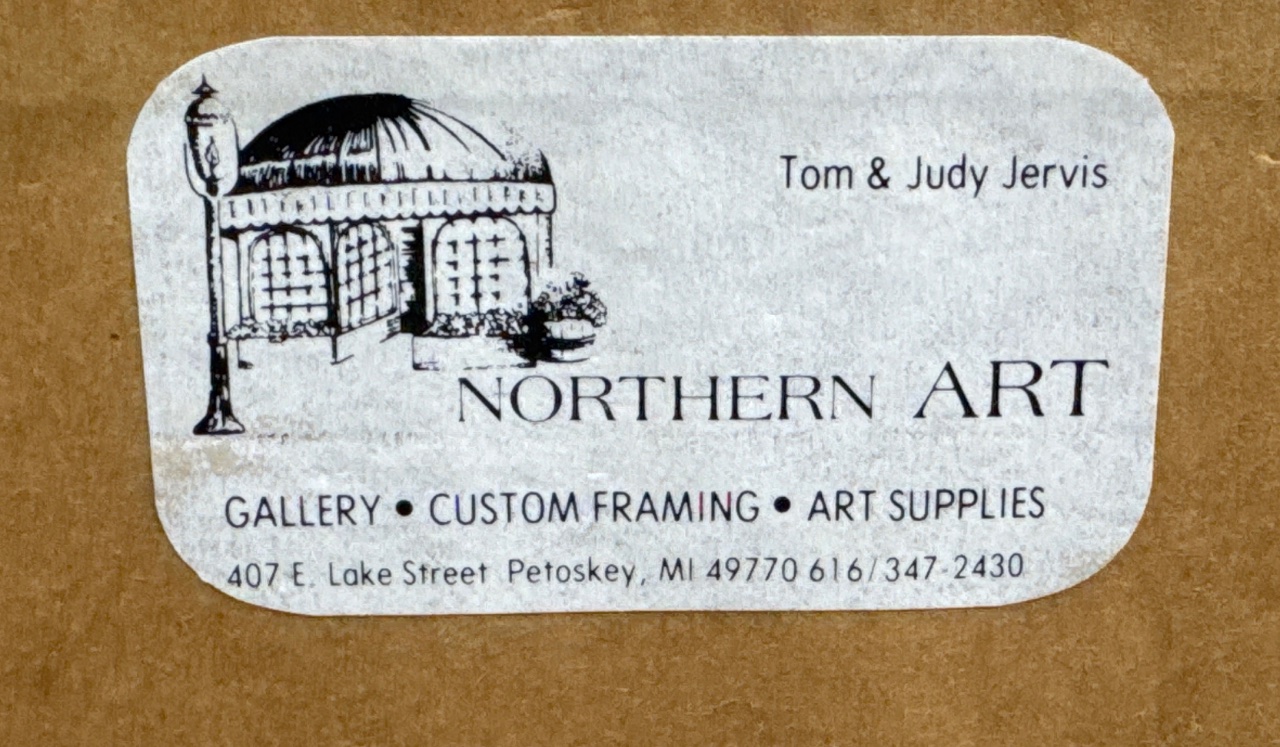 Tom & Judy Jervis
NORTHERN ART
GALLERY • CUSTOM FRAMING • ART SUPPLIES
407 E. Lake Street Petoskey, MI 49770 616/347-2430